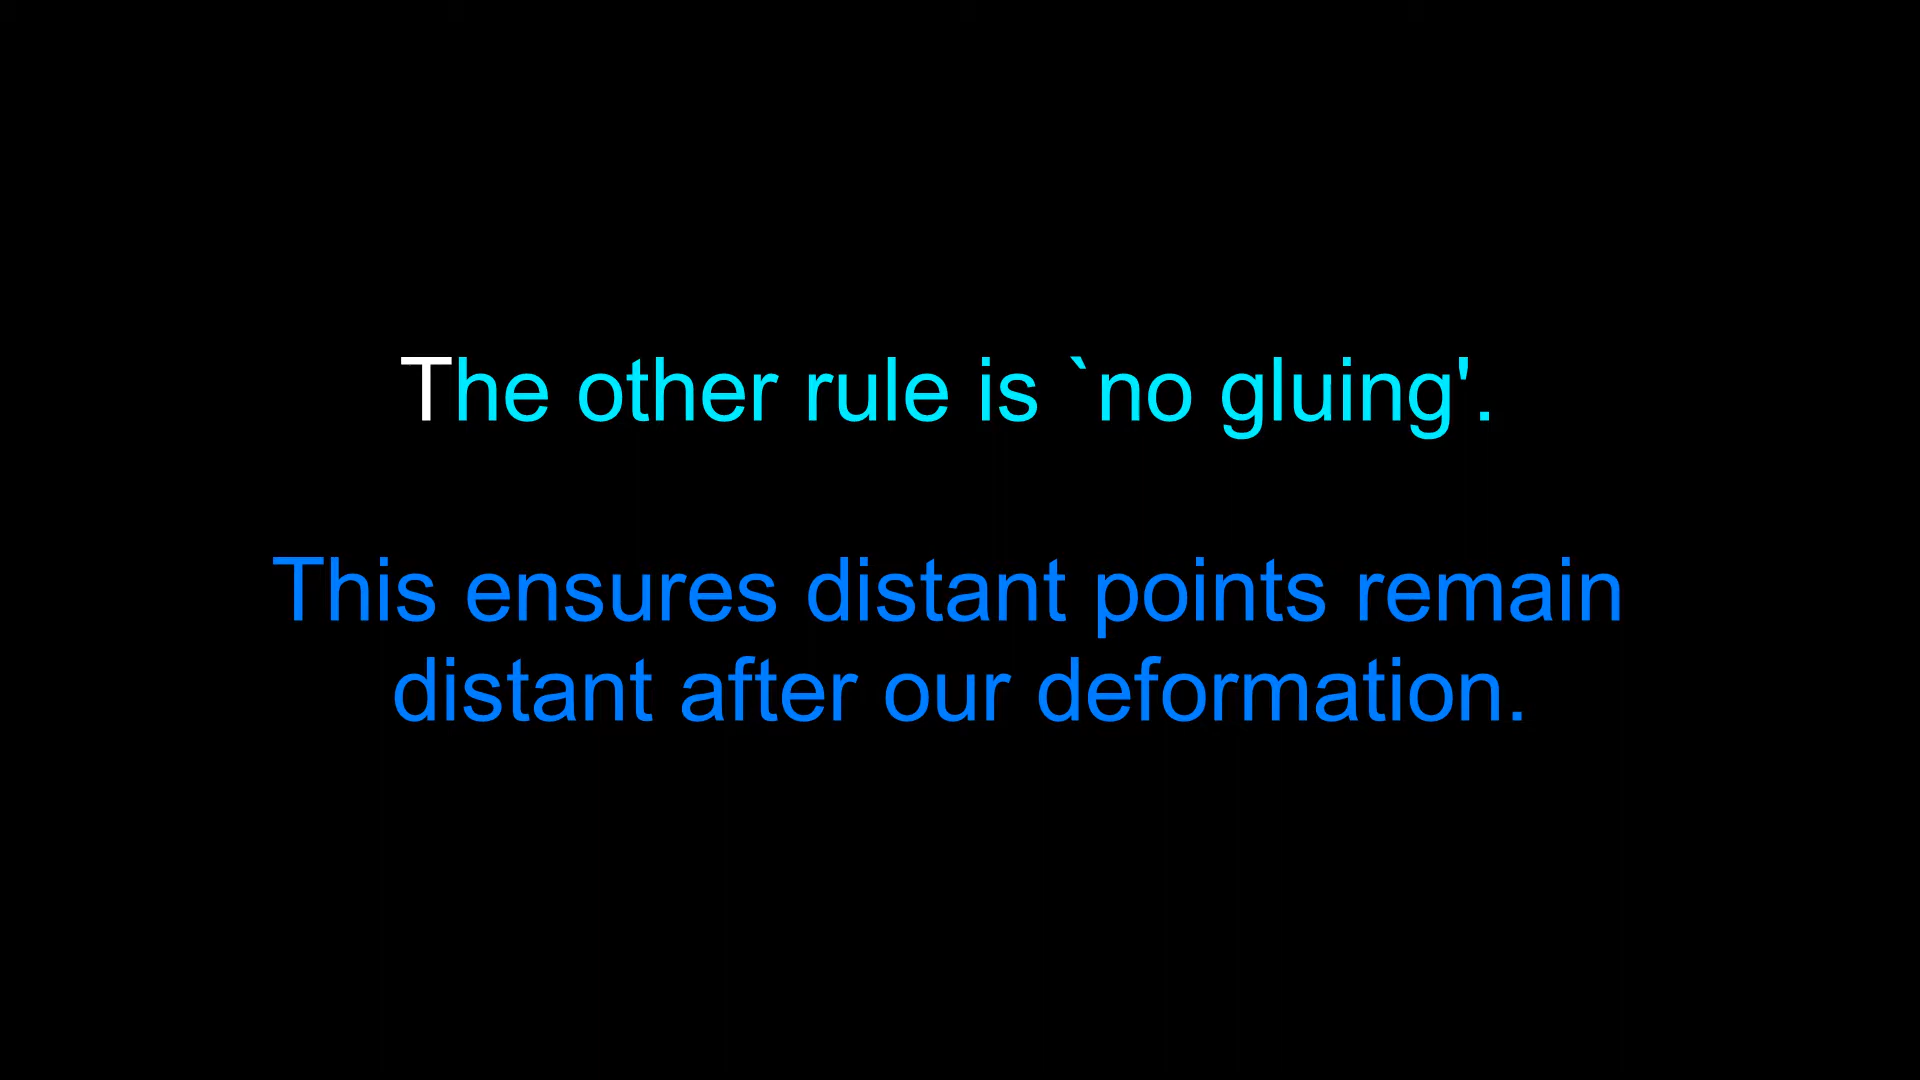 The other rule is `no gluing'.
This ensures distant points remain
distant after our deformation.